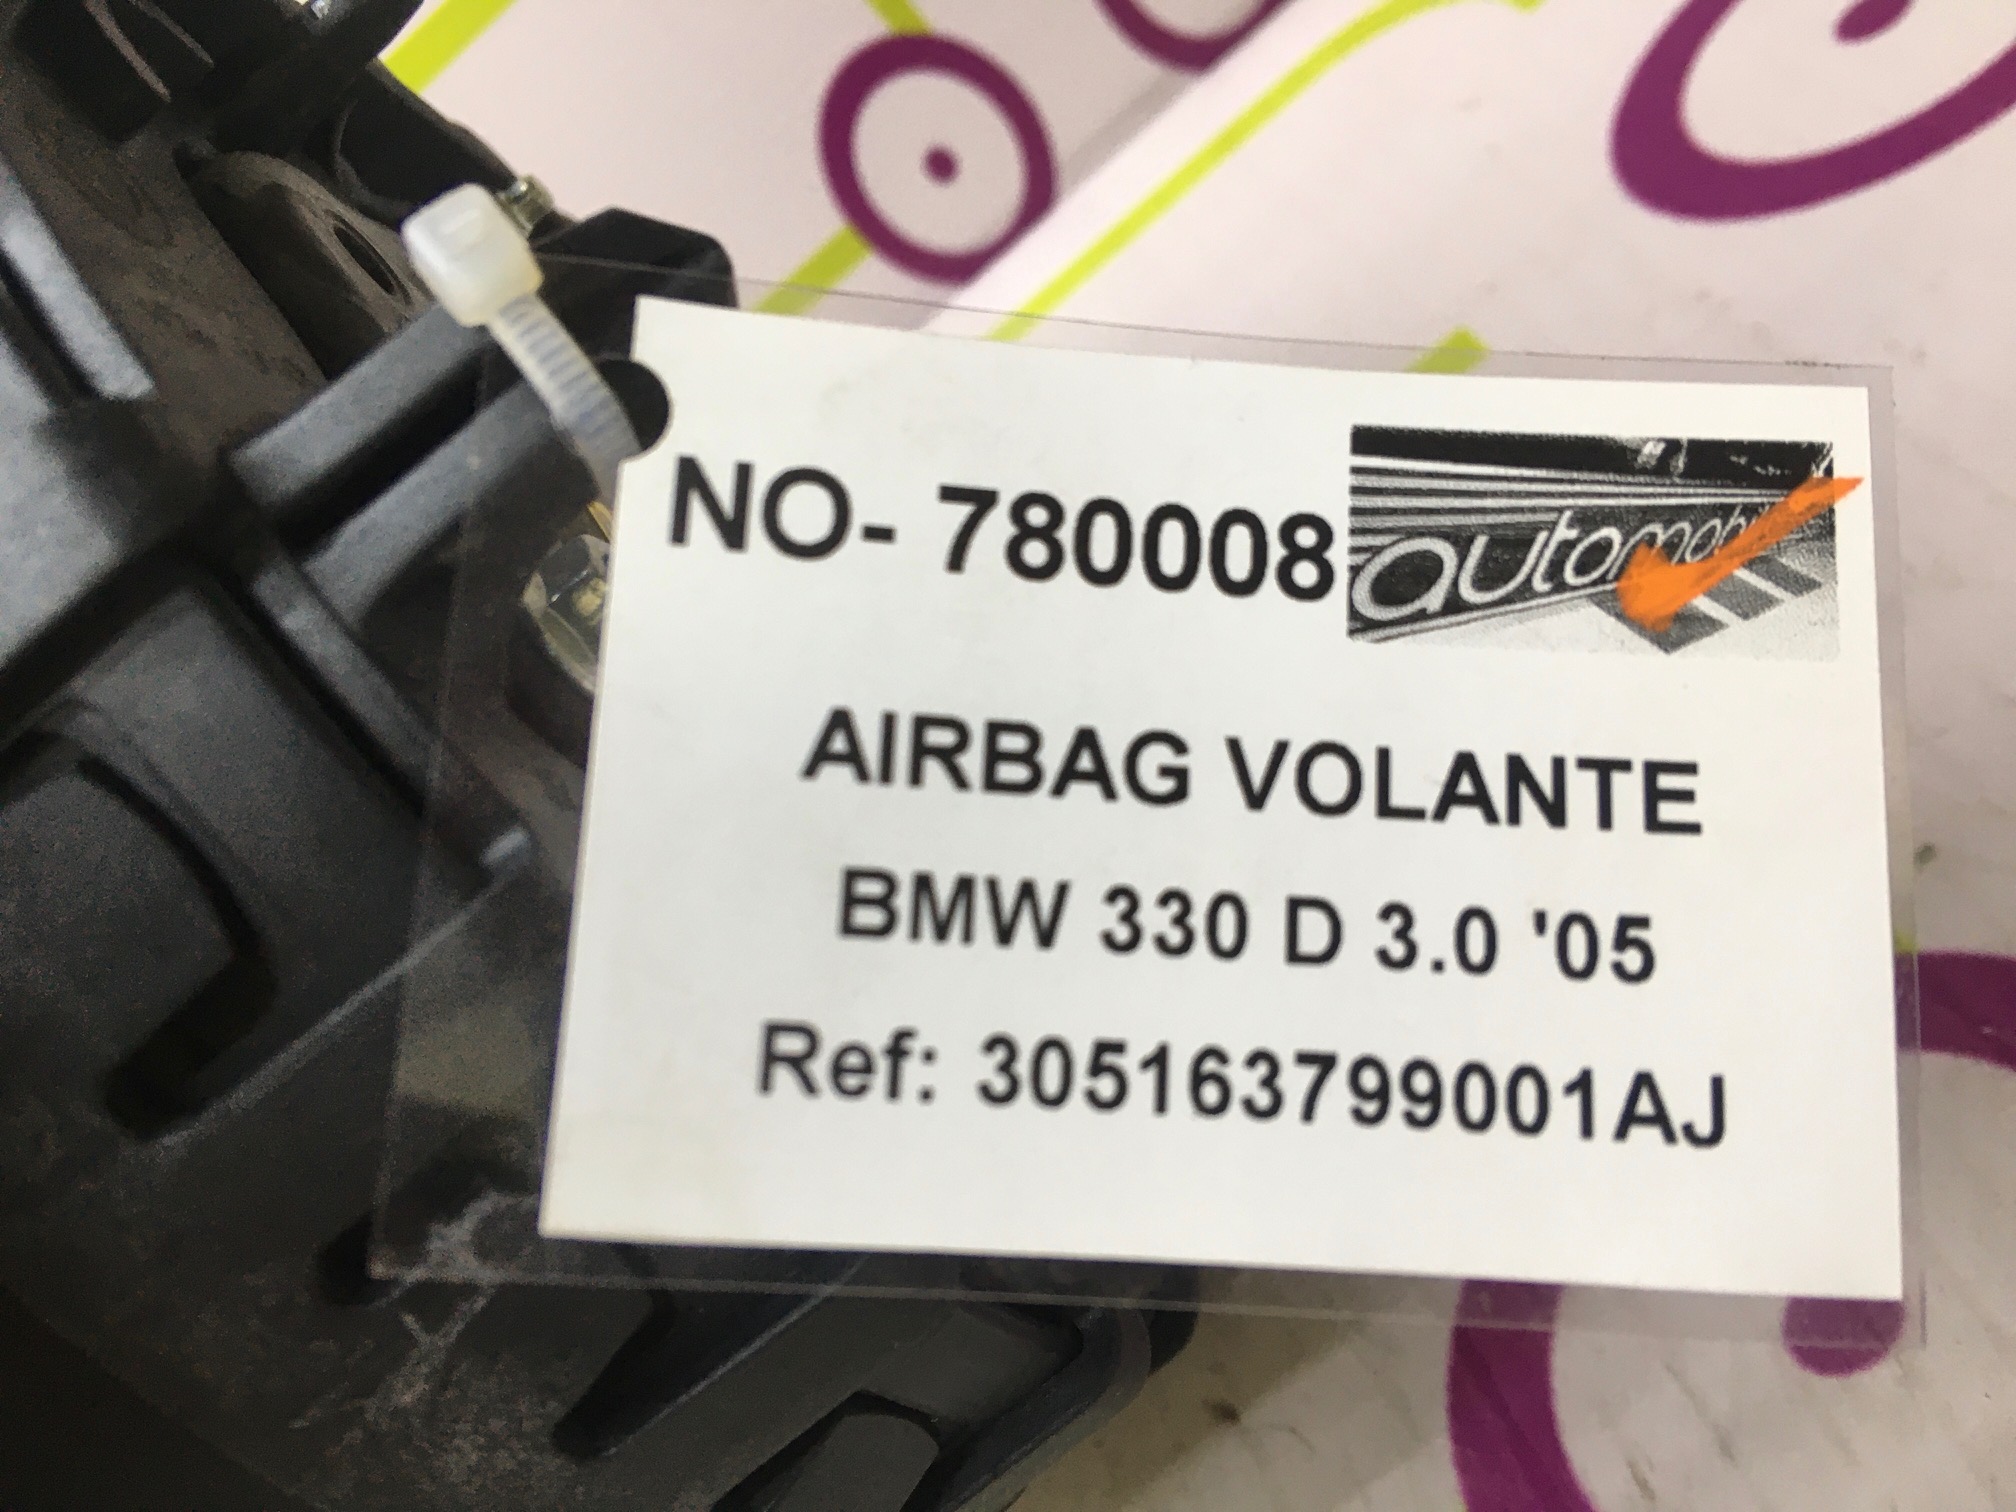 NO- 780008
AIRBAG VOLANTE
BMW 330 D 3.0 '05
Ref: 305163799001AJ